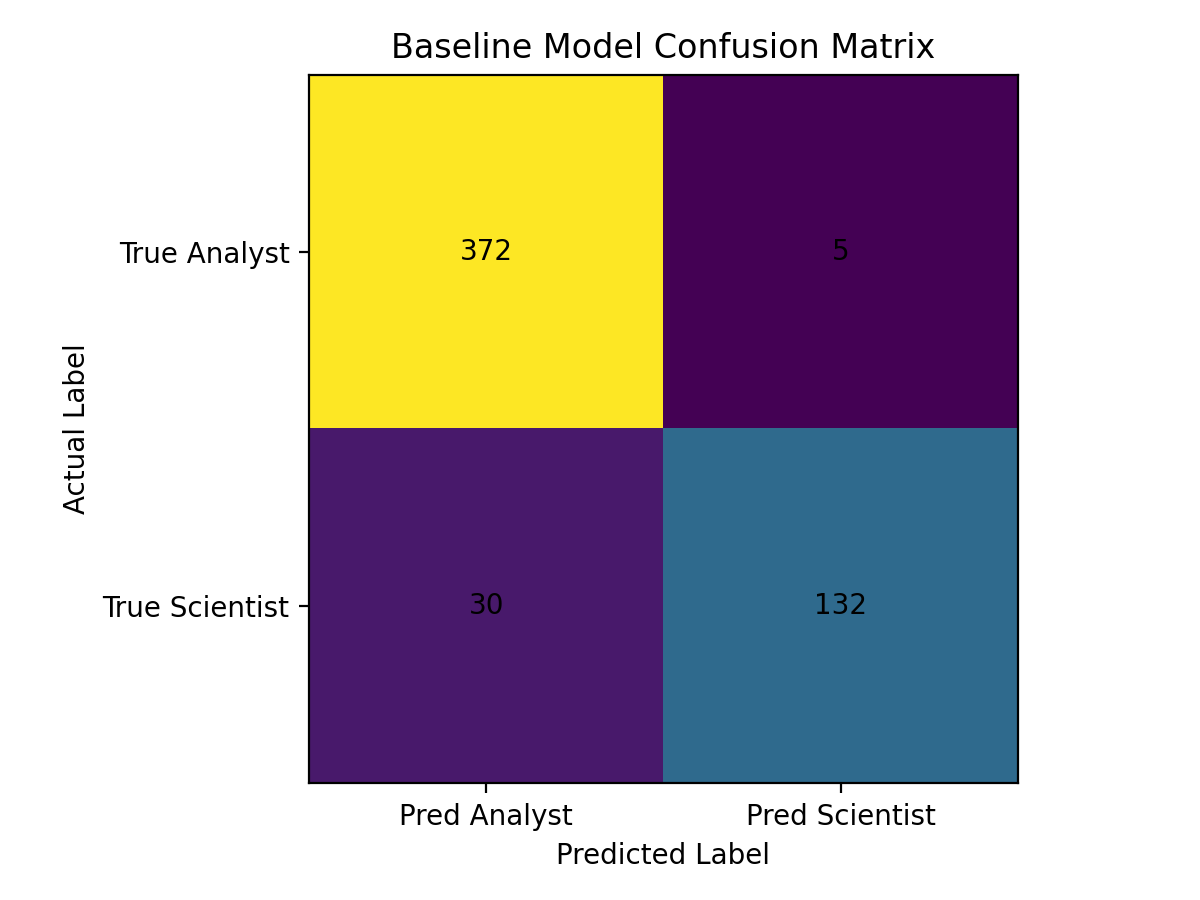 Baseline Model Confusion Matrix
True Analyst
372
5
Actual Label
True Scientist
30
132
Pred Analyst
Pred Scientist
Predicted Label